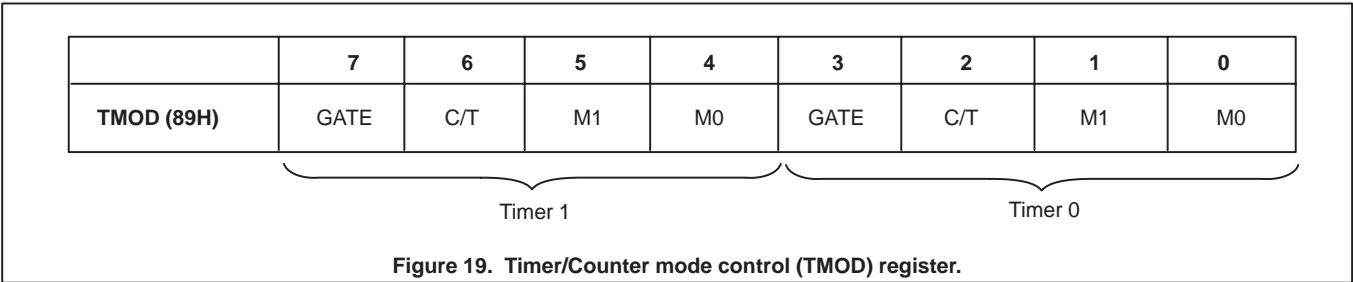 7 6 5 4 3 2 1 0
TMOD (89H) GATE C/T M1 M0 GATE C/T M1 M0
Timer 1 Timer 0
Figure 19. Timer/Counter mode control (TMOD) register.